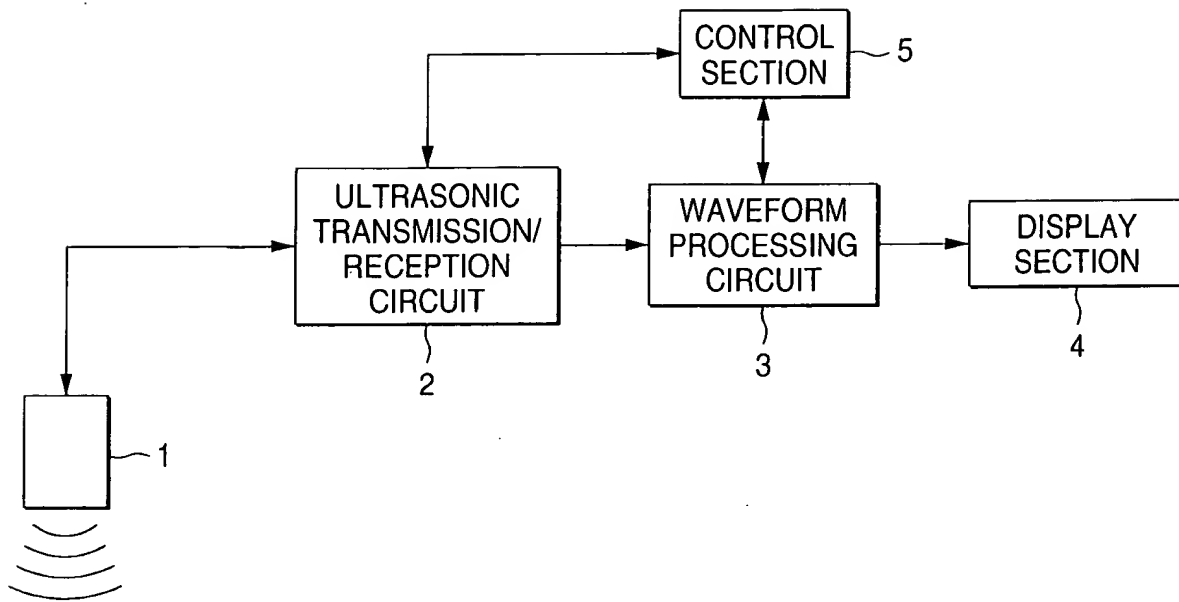 CONTROL
SECTION
5
ULTRASONIC
TRANSMISSION/
RECEPTION
CIRCUIT
2
WAVEFORM
PROCESSING
CIRCUIT
3
DISPLAY
SECTION
4
1